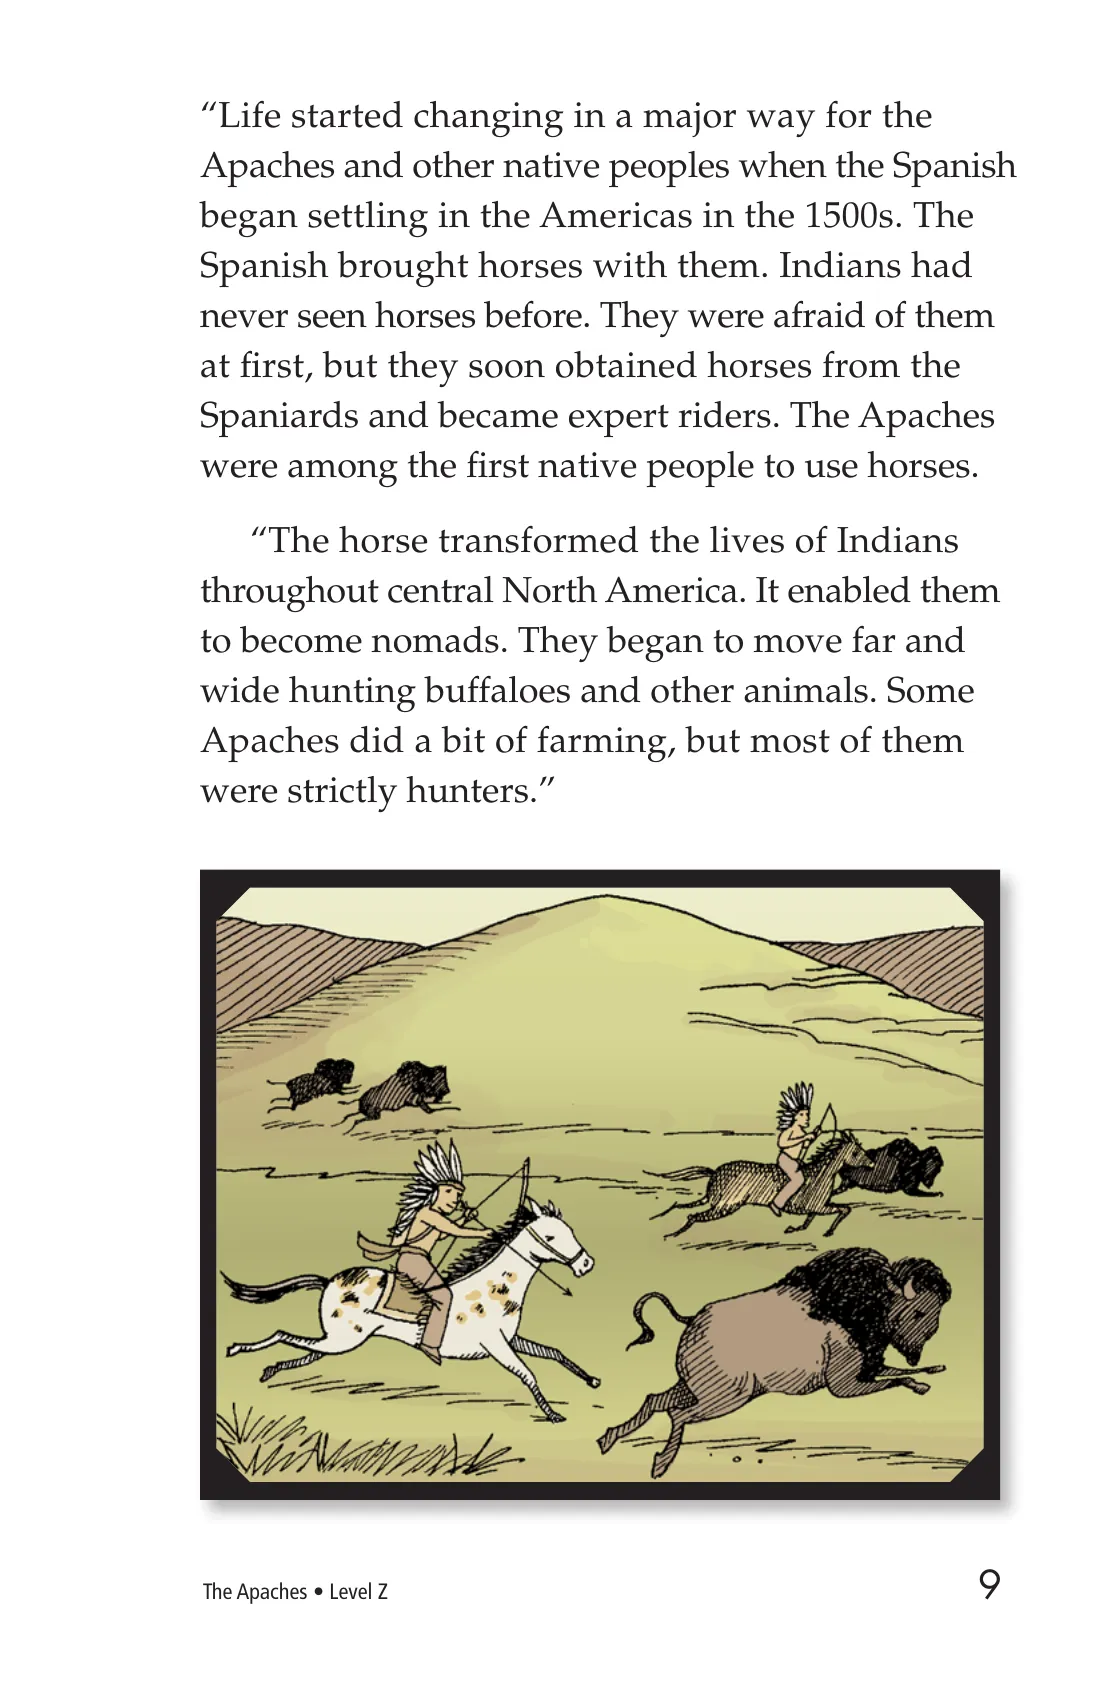 “Life started changing in a major way for the
Apaches and other native peoples when the Spanish
began settling in the Americas in the 1500s. The
Spanish brought horses with them. Indians had
never seen horses before. They were afraid of them
at first, but they soon obtained horses from the
Spaniards and became expert riders. The Apaches
were among the first native people to use horses.
“The horse transformed the lives of Indians
throughout central North America. It enabled them
to become nomads. They began to move far and
wide hunting buffaloes and other animals. Some
Apaches did a bit of farming, but most of them
were strictly hunters.”
The Apaches • Level Z
9